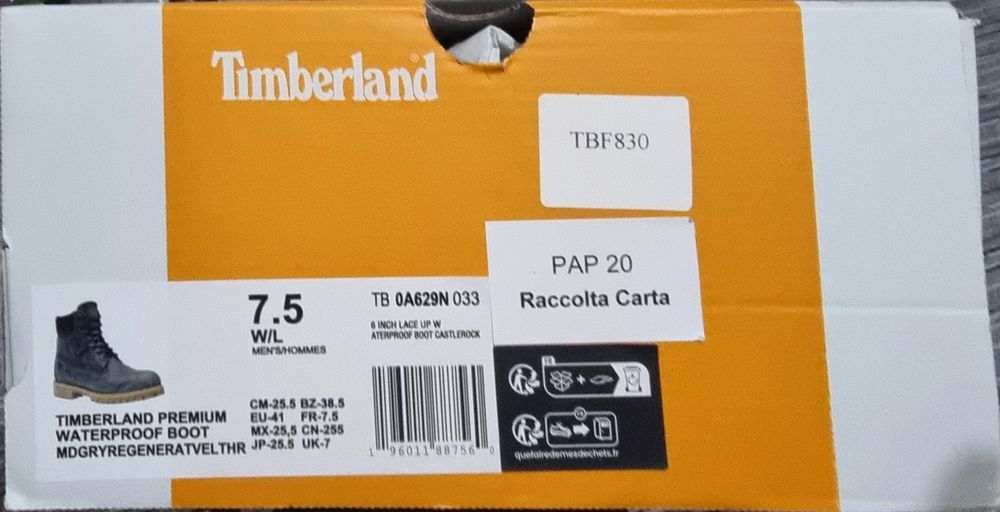 Timberland
TBF830
PAP 20
Raccolta Carta
7.5
W/L
MEN'S/HOMMES
TB 0A629N 033
6 INCH LACE UP W
ATERPROOF BOOT CASTLEROCK
TIMBERLAND PREMIUM
WATERPROOF BOOT
MDGRYREGENERATVELTHR
CM-25.5 BZ-38.5
EU-41 FR-7.5
MX-25,5 CN-255
JP-25.5 UK-7
1 96011 88756 0
FR
+
quefairedemesdechets.fr